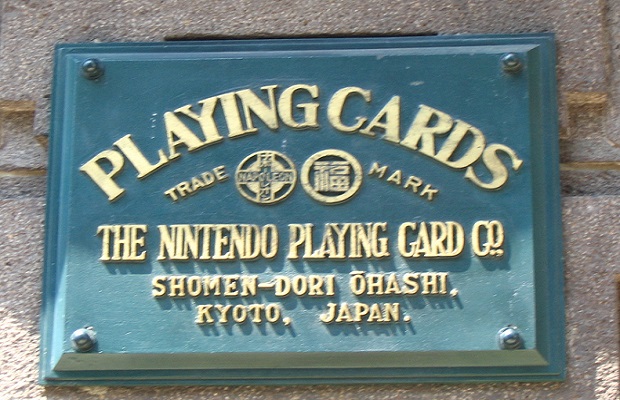 PLAYING CARDS
TRADE NAPOLEON 福 MARK
THE NINTENDO PLAYING CARD CO.
SHOMEN-DORI ŌHASHI,
KYOTO, JAPAN.